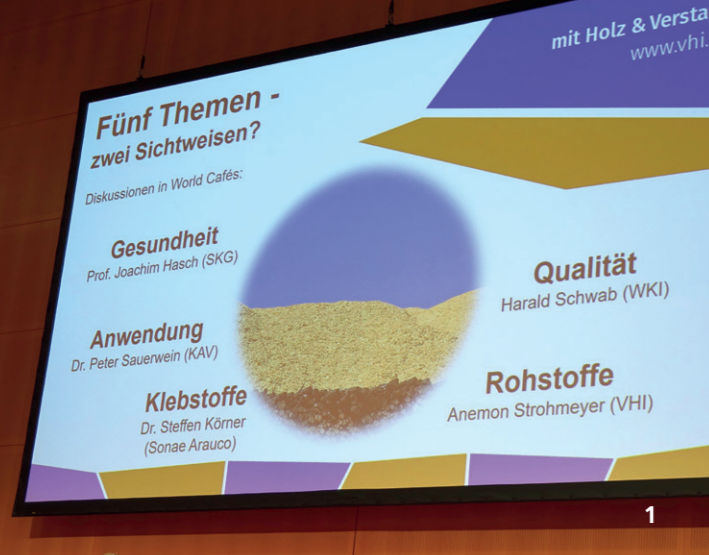 mit Holz & Versta
www.vhi.
Fünf Themen -
zwei Sichtweisen?
Diskussionen in World Cafés:
Gesundheit
Prof. Joachim Hasch (SKG)
Anwendung
Dr. Peter Sauerwein (KAV)
Klebstoffe
Dr. Steffen Körner
(Sonae Arauco)
Qualität
Harald Schwab (WKI)
Rohstoffe
Anemon Strohmeyer (VHI)
1